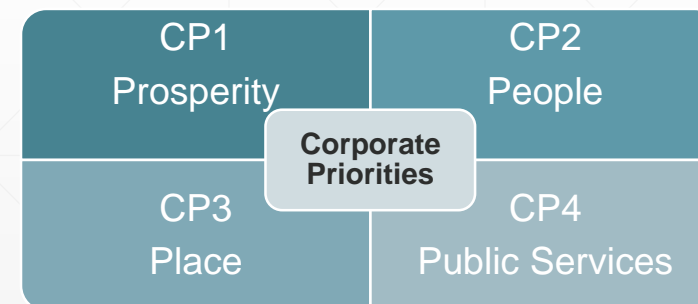 CP1
Prosperity
CP2
People
Corporate
Priorities
CP3
Place
CP4
Public Services